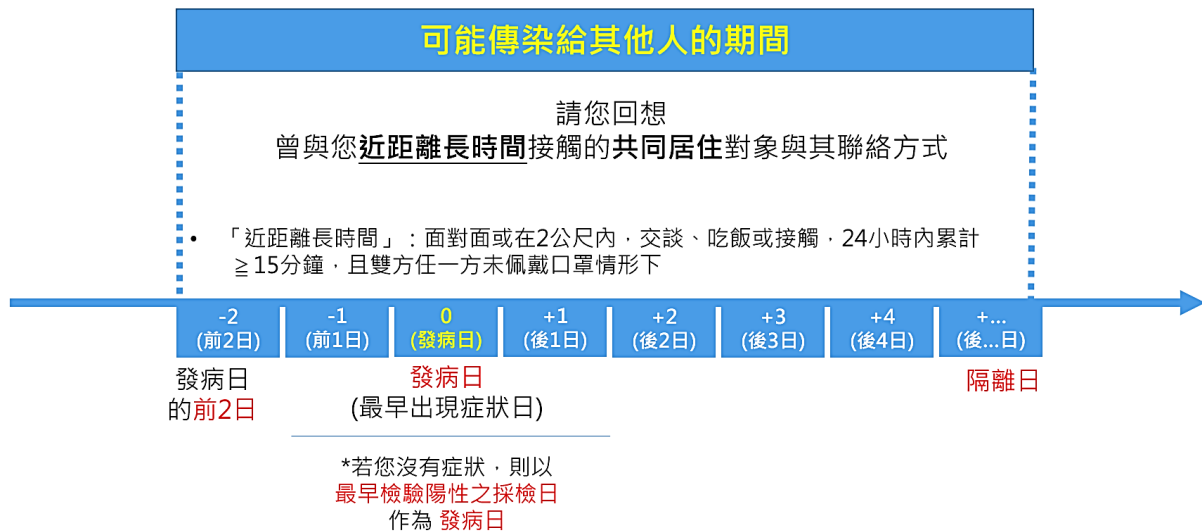 可能傳染給其他人的期間
請您回想
曾與您近距離長時間接觸的共同居住對象與其聯絡方式
• 「近距離長時間」：面對面或在2公尺內，交談、吃飯或接觸，24小時內累計
≧15分鐘，且雙方任一方未佩戴口罩情形下
-2 -1 0 +1 +2 +3 +4 +...
(前2日) (前1日) (發病日) (後1日) (後2日) (後3日) (後4日) (後...日)
發病日 發病日 隔離日
的前2日 (最早出現症狀日)
*若您沒有症狀，則以
最早檢驗陽性之採檢日
作為 發病日